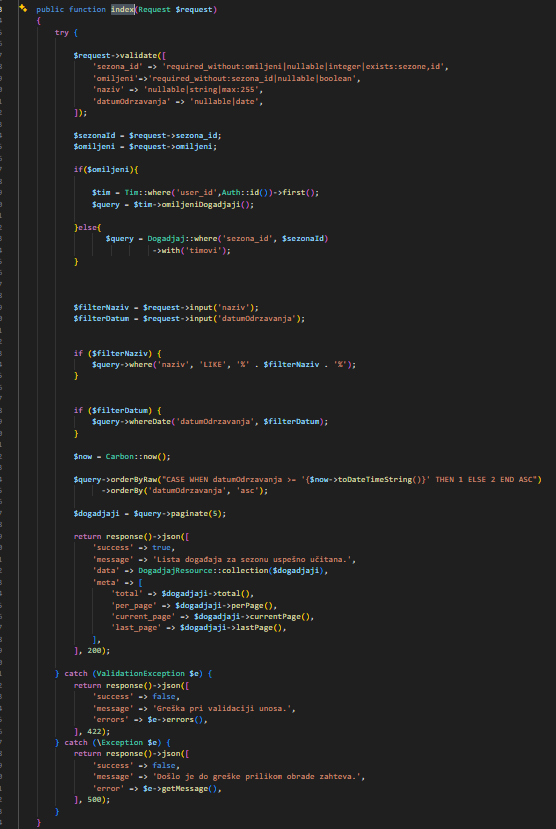 public function index(Request $request)
{
try {
$request->validate([
'sezona_id' => 'required_without:omiljeni|nullable|integer|exists:sezone,id',
'omiljeni'=>'required_without:sezona_id|nullable|boolean',
'naziv' => 'nullable|string|max:255',
'datumOdrzavanja' => 'nullable|date',
]);
$sezonaId = $request->sezona_id;
$omiljeni = $request->omiljeni;
if($omiljeni){
$tim = Tim::where('user_id',Auth::id())->first();
$query = $tim->omiljeniDogadjaji();
}else{
$query = Dogadjaj::where('sezona_id', $sezonaId)
->with('timovi');
}
$filterNaziv = $request->input('naziv');
$filterDatum = $request->input('datumOdrzavanja');
if ($filterNaziv) {
$query->where('naziv', 'LIKE', '%' . $filterNaziv . '%');
}
if ($filterDatum) {
$query->whereDate('datumOdrzavanja', $filterDatum);
}
$now = Carbon::now();
$query->orderByRaw("CASE WHEN datumOdrzavanja >= '{$now->toDateTimeString()}' THEN 1 ELSE 2 END ASC")
->orderBy('datumOdrzavanja', 'asc');
$dogadjaji = $query->paginate(5);
return response()->json([
'success' => true,
'message' => 'Lista događaja za sezonu uspešno učitana.',
'data' => DogadjajResource::collection($dogadjaji),
'meta' => [
'total' => $dogadjaji->total(),
'per_page' => $dogadjaji->perPage(),
'current_page' => $dogadjaji->currentPage(),
'last_page' => $dogadjaji->lastPage(),
],
], 200);
} catch (ValidationException $e) {
return response()->json([
'success' => false,
'message' => 'Greška pri validaciji unosa.',
'errors' => $e->errors(),
], 422);
} catch (\Exception $e) {
return response()->json([
'success' => false,
'message' => 'Došlo je do greške prilikom obrade zahteva.',
'error' => $e->getMessage(),
], 500);
}
}